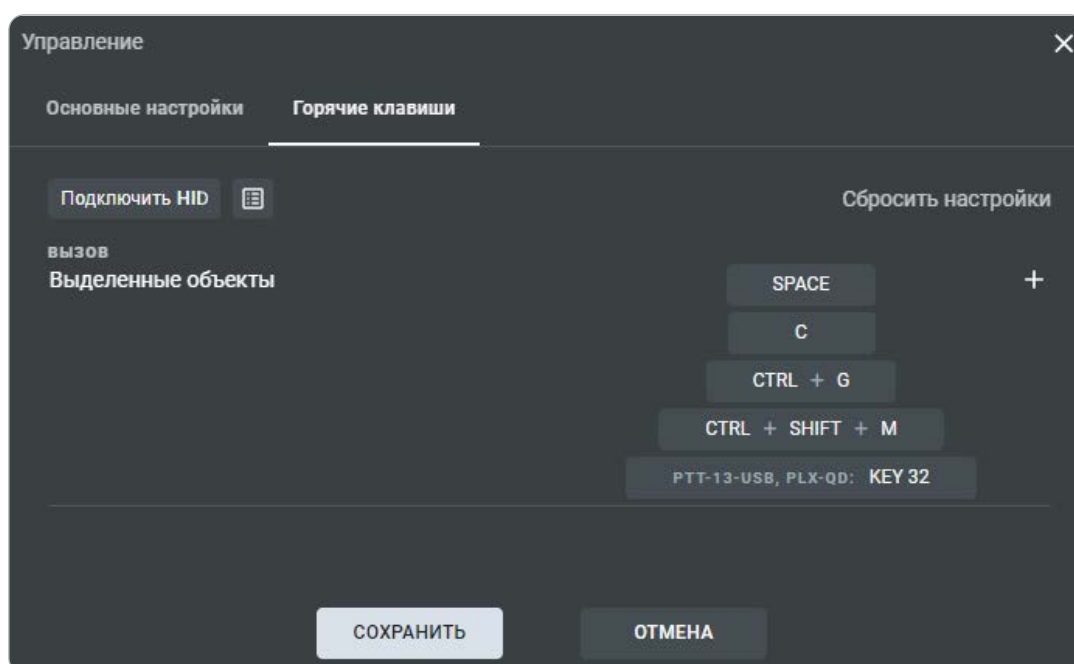 Управление
Основные настройки Горячие клавиши
Подключить HID Сбросить настройки
ВЫЗОВ
Выделенные объекты SPACE +
C
CTRL + G
CTRL + SHIFT + M
PTT-13-USB, PLX-QD: KEY 32
СОХРАНИТЬ ОТМЕНА